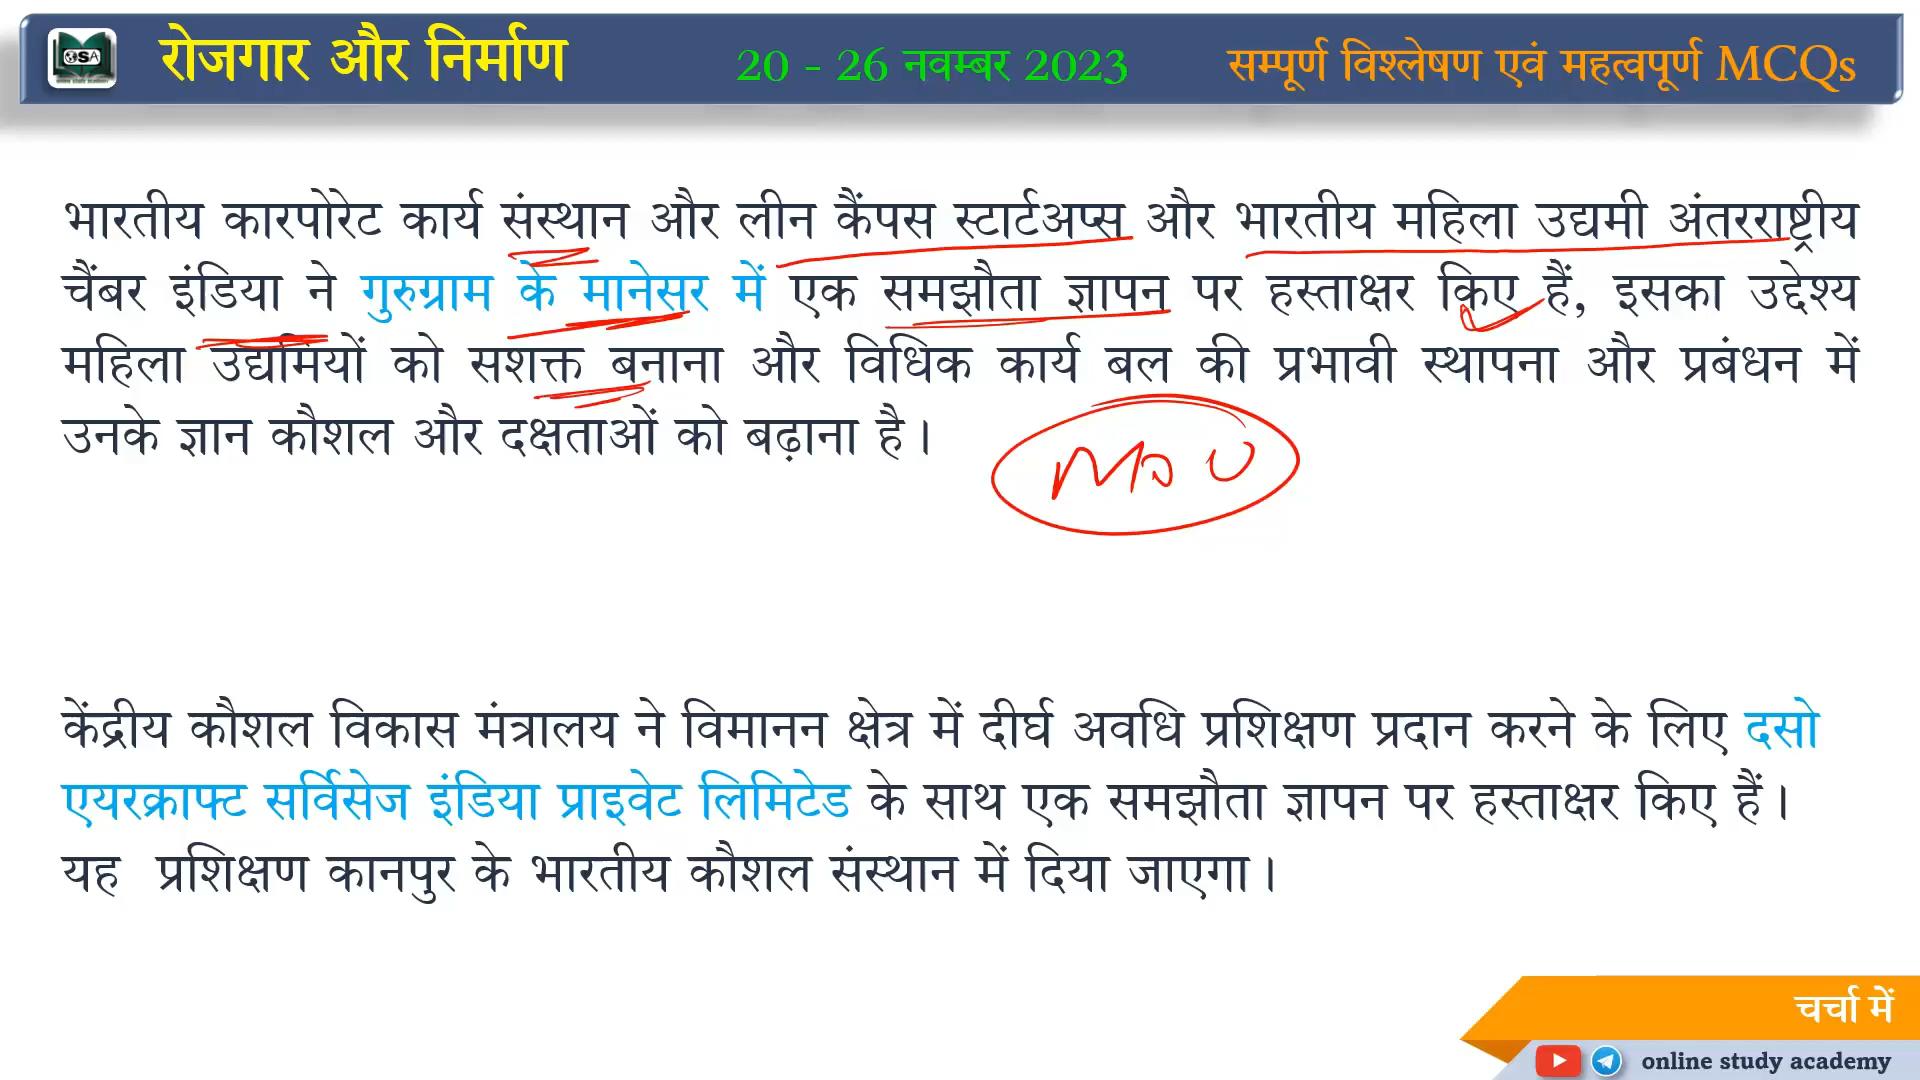 OSA
रोजगार और निर्माण
20 - 26 नवम्बर 2023
सम्पूर्ण विश्लेषण एवं महत्वपूर्ण MCQs
भारतीय कारपोरेट कार्य संस्थान और लीन कैंपस स्टार्टअप्स और भारतीय महिला उद्यमी अंतरराष्ट्रीय
चैंबर इंडिया ने गुरुग्राम के मानेसर में एक समझौता ज्ञापन पर हस्ताक्षर किए हैं, इसका उद्देश्य
महिला उद्यमियों को सशक्त बनाना और विधिक कार्य बल की प्रभावी स्थापना और प्रबंधन में
उनके ज्ञान कौशल और दक्षताओं को बढ़ाना है।
MOU
केंद्रीय कौशल विकास मंत्रालय ने विमानन क्षेत्र में दीर्घ अवधि प्रशिक्षण प्रदान करने के लिए दसो
एयरक्राफ्ट सर्विसेज इंडिया प्राइवेट लिमिटेड के साथ एक समझौता ज्ञापन पर हस्ताक्षर किए हैं।
यह प्रशिक्षण कानपुर के भारतीय कौशल संस्थान में दिया जाएगा।
चर्चा में
online study academy